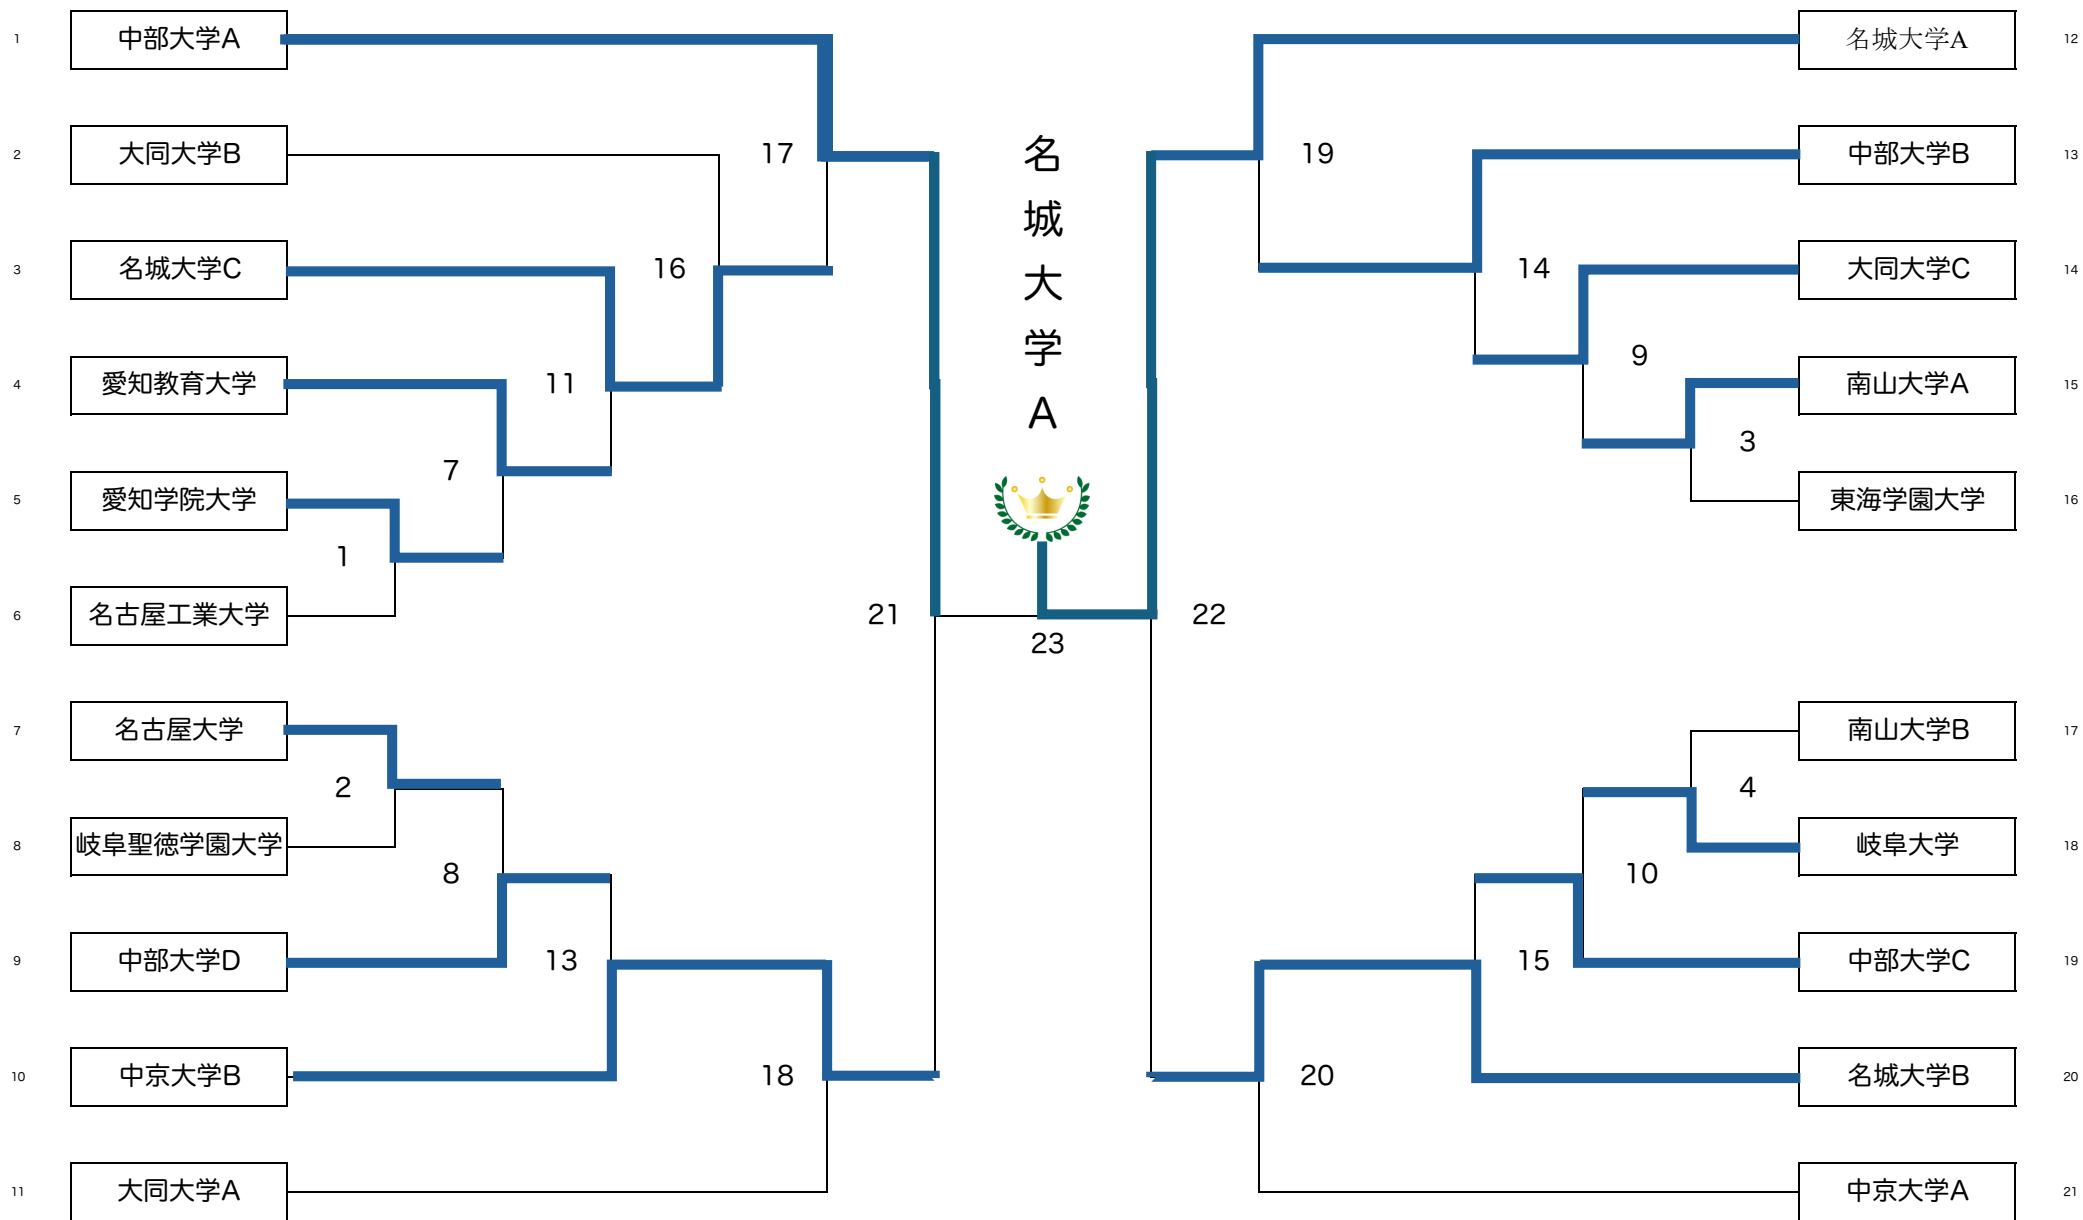 1 中部大学A
2 大同大学B
3 名城大学C
4 愛知教育大学
5 愛知学院大学
6 名古屋工業大学
7 名古屋大学
8 岐阜聖徳学園大学
9 中部大学D
10 中京大学B
11 大同大学A
17
16
11
7
1
2
8
13
18
21
名城大学A
23
22
19
14
9
3
4
10
15
20
名城大学A 12
中部大学B 13
大同大学C 14
南山大学A 15
東海学園大学 16
南山大学B 17
岐阜大学 18
中部大学C 19
名城大学B 20
中京大学A 21